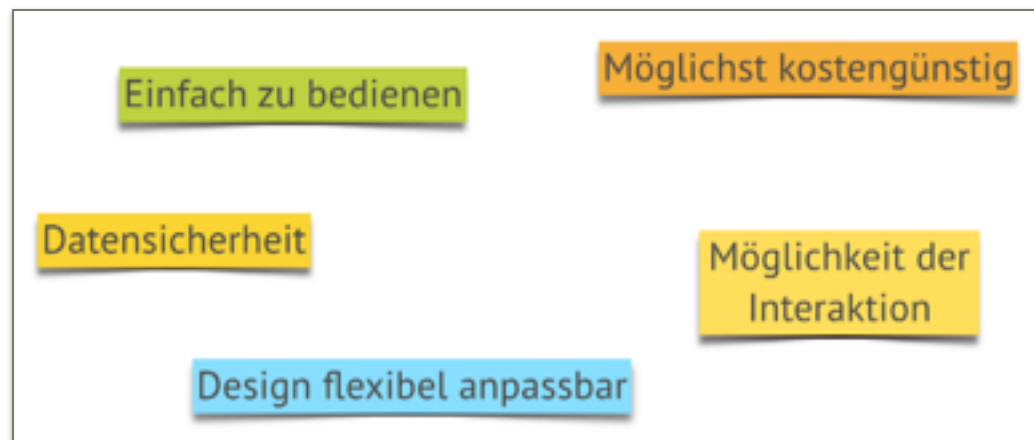 Einfach zu bedienen
Möglichst kostengünstig
Datensicherheit
Möglichkeit der
Interaktion
Design flexibel anpassbar